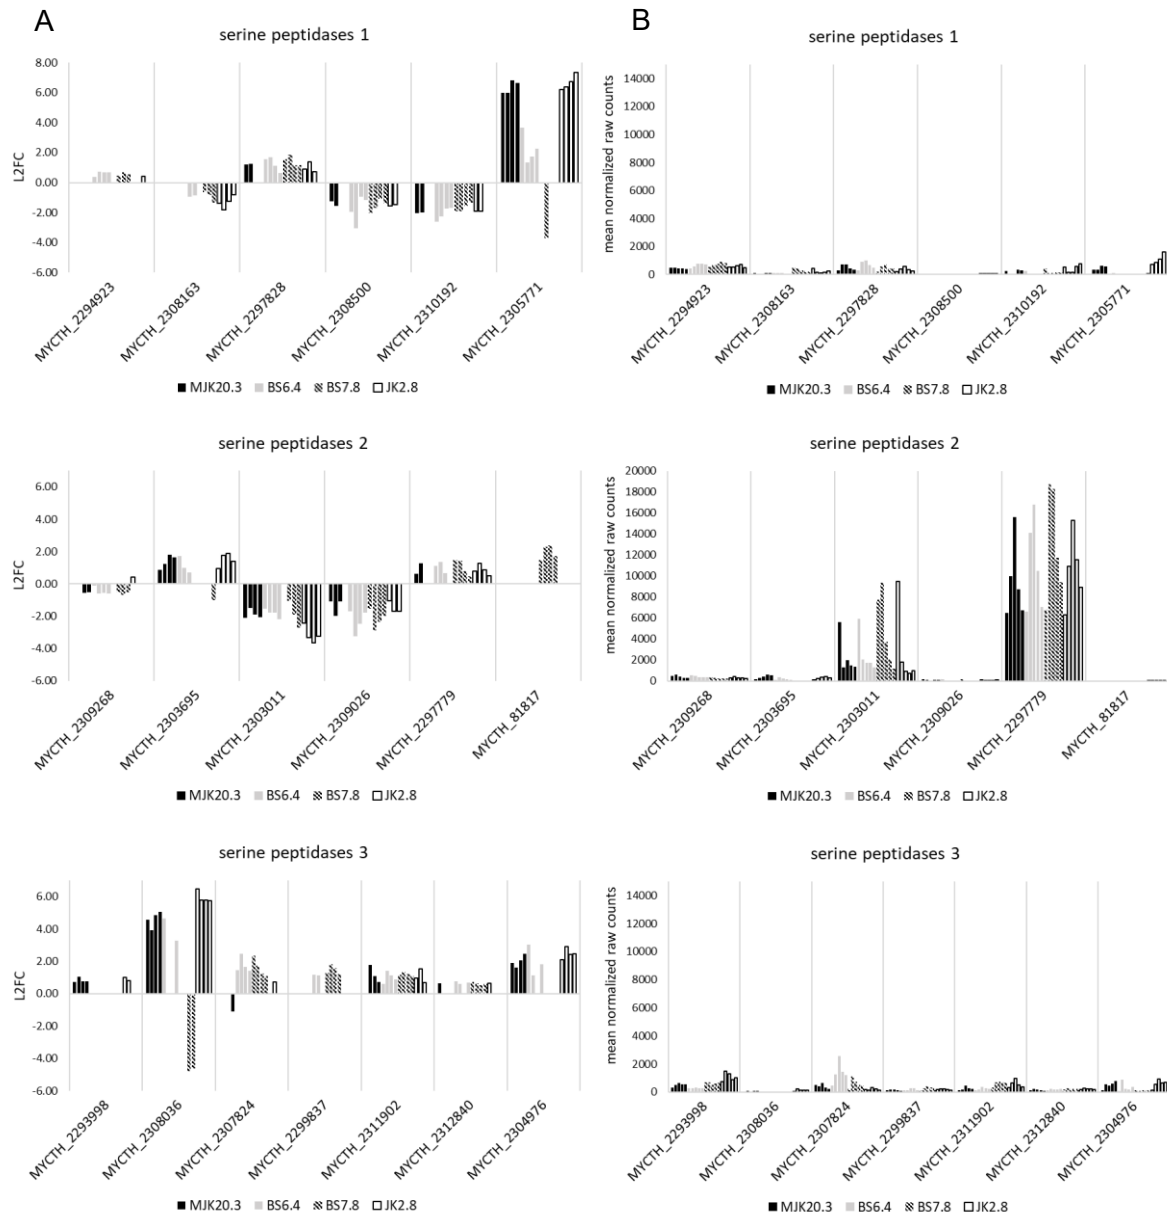 A
B
serine peptidases 1
L2FC
8.00
6.00
4.00
2.00
0.00
-2.00
-4.00
-6.00
MYCTH_2294923
MYCTH_2308163
MYCTH_2297828
MYCTH_2308500
MYCTH_2310192
MYCTH_2305771
MJK20.3 BS6.4 BS7.8 JK2.8
serine peptidases 1
mean normalized raw counts
14000
12000
10000
8000
6000
4000
2000
0
MYCTH_2294923
MYCTH_2308163
MYCTH_2297828
MYCTH_2308500
MYCTH_2310192
MYCTH_2305771
MJK20.3 BS6.4 BS7.8 JK2.8
serine peptidases 2
L2FC
6.00
4.00
2.00
0.00
-2.00
-4.00
-6.00
MYCTH_2309268
MYCTH_2303695
MYCTH_2303011
MYCTH_2309026
MYCTH_2297779
MYCTH_81817
MJK20.3 BS6.4 BS7.8 JK2.8
serine peptidases 2
mean normalized raw counts
20000
18000
16000
14000
12000
10000
8000
6000
4000
2000
0
MYCTH_2309268
MYCTH_2303695
MYCTH_2303011
MYCTH_2309026
MYCTH_2297779
MYCTH_81817
MJK20.3 BS6.4 BS7.8 JK2.8
serine peptidases 3
L2FC
6.00
4.00
2.00
0.00
-2.00
-4.00
-6.00
MYCTH_2293998
MYCTH_2308036
MYCTH_2307824
MYCTH_2299837
MYCTH_2311902
MYCTH_2312840
MYCTH_2304976
MJK20.3 BS6.4 BS7.8 JK2.8
serine peptidases 3
mean normalized raw counts
14000
12000
10000
8000
6000
4000
2000
0
MYCTH_2293998
MYCTH_2308036
MYCTH_2307824
MYCTH_2299837
MYCTH_2311902
MYCTH_2312840
MYCTH_2304976
MJK20.3 BS6.4 BS7.8 JK2.8